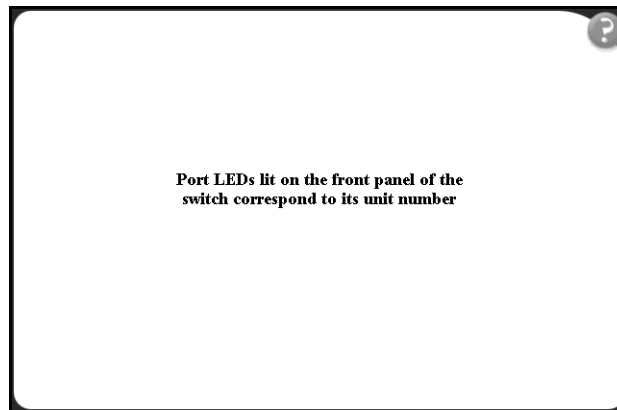 ?
Port LEDs lit on the front panel of the
switch correspond to its unit number